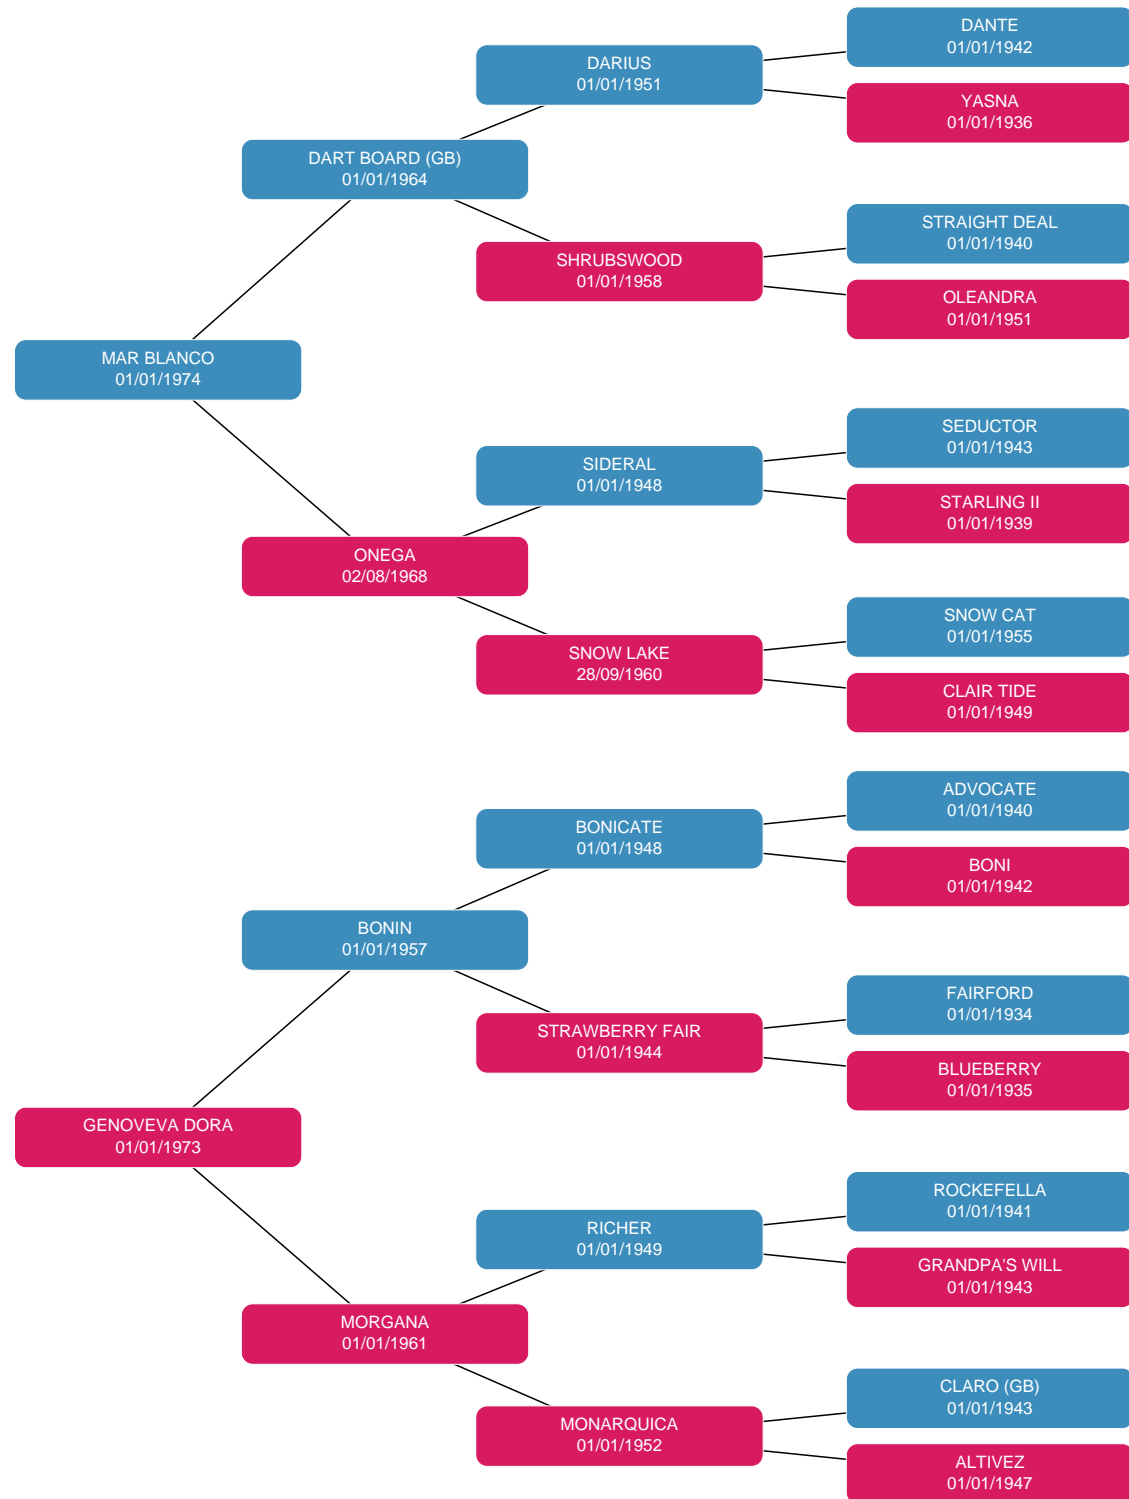 DANTE
01/01/1942
DARIUS
01/01/1951
YASNA
01/01/1936
DART BOARD (GB)
01/01/1964
STRAIGHT DEAL
01/01/1940
SHRUBSWOOD
01/01/1958
OLEANDRA
01/01/1951
MAR BLANCO
01/01/1974
SEDUCTOR
01/01/1943
SIDERAL
01/01/1948
STARLING II
01/01/1939
ONEGA
02/08/1968
SNOW CAT
01/01/1955
SNOW LAKE
28/09/1960
CLAIR TIDE
01/01/1949
ADVOCATE
01/01/1940
BONICATE
01/01/1948
BONI
01/01/1942
BONIN
01/01/1957
FAIRFORD
01/01/1934
STRAWBERRY FAIR
01/01/1944
BLUEBERRY
01/01/1935
GENOVEVA DORA
01/01/1973
ROCKEFELLA
01/01/1941
RICHER
01/01/1949
GRANDPA'S WILL
01/01/1943
MORGANA
01/01/1961
CLARO (GB)
01/01/1943
MONARQUICA
01/01/1952
ALTIVEZ
01/01/1947